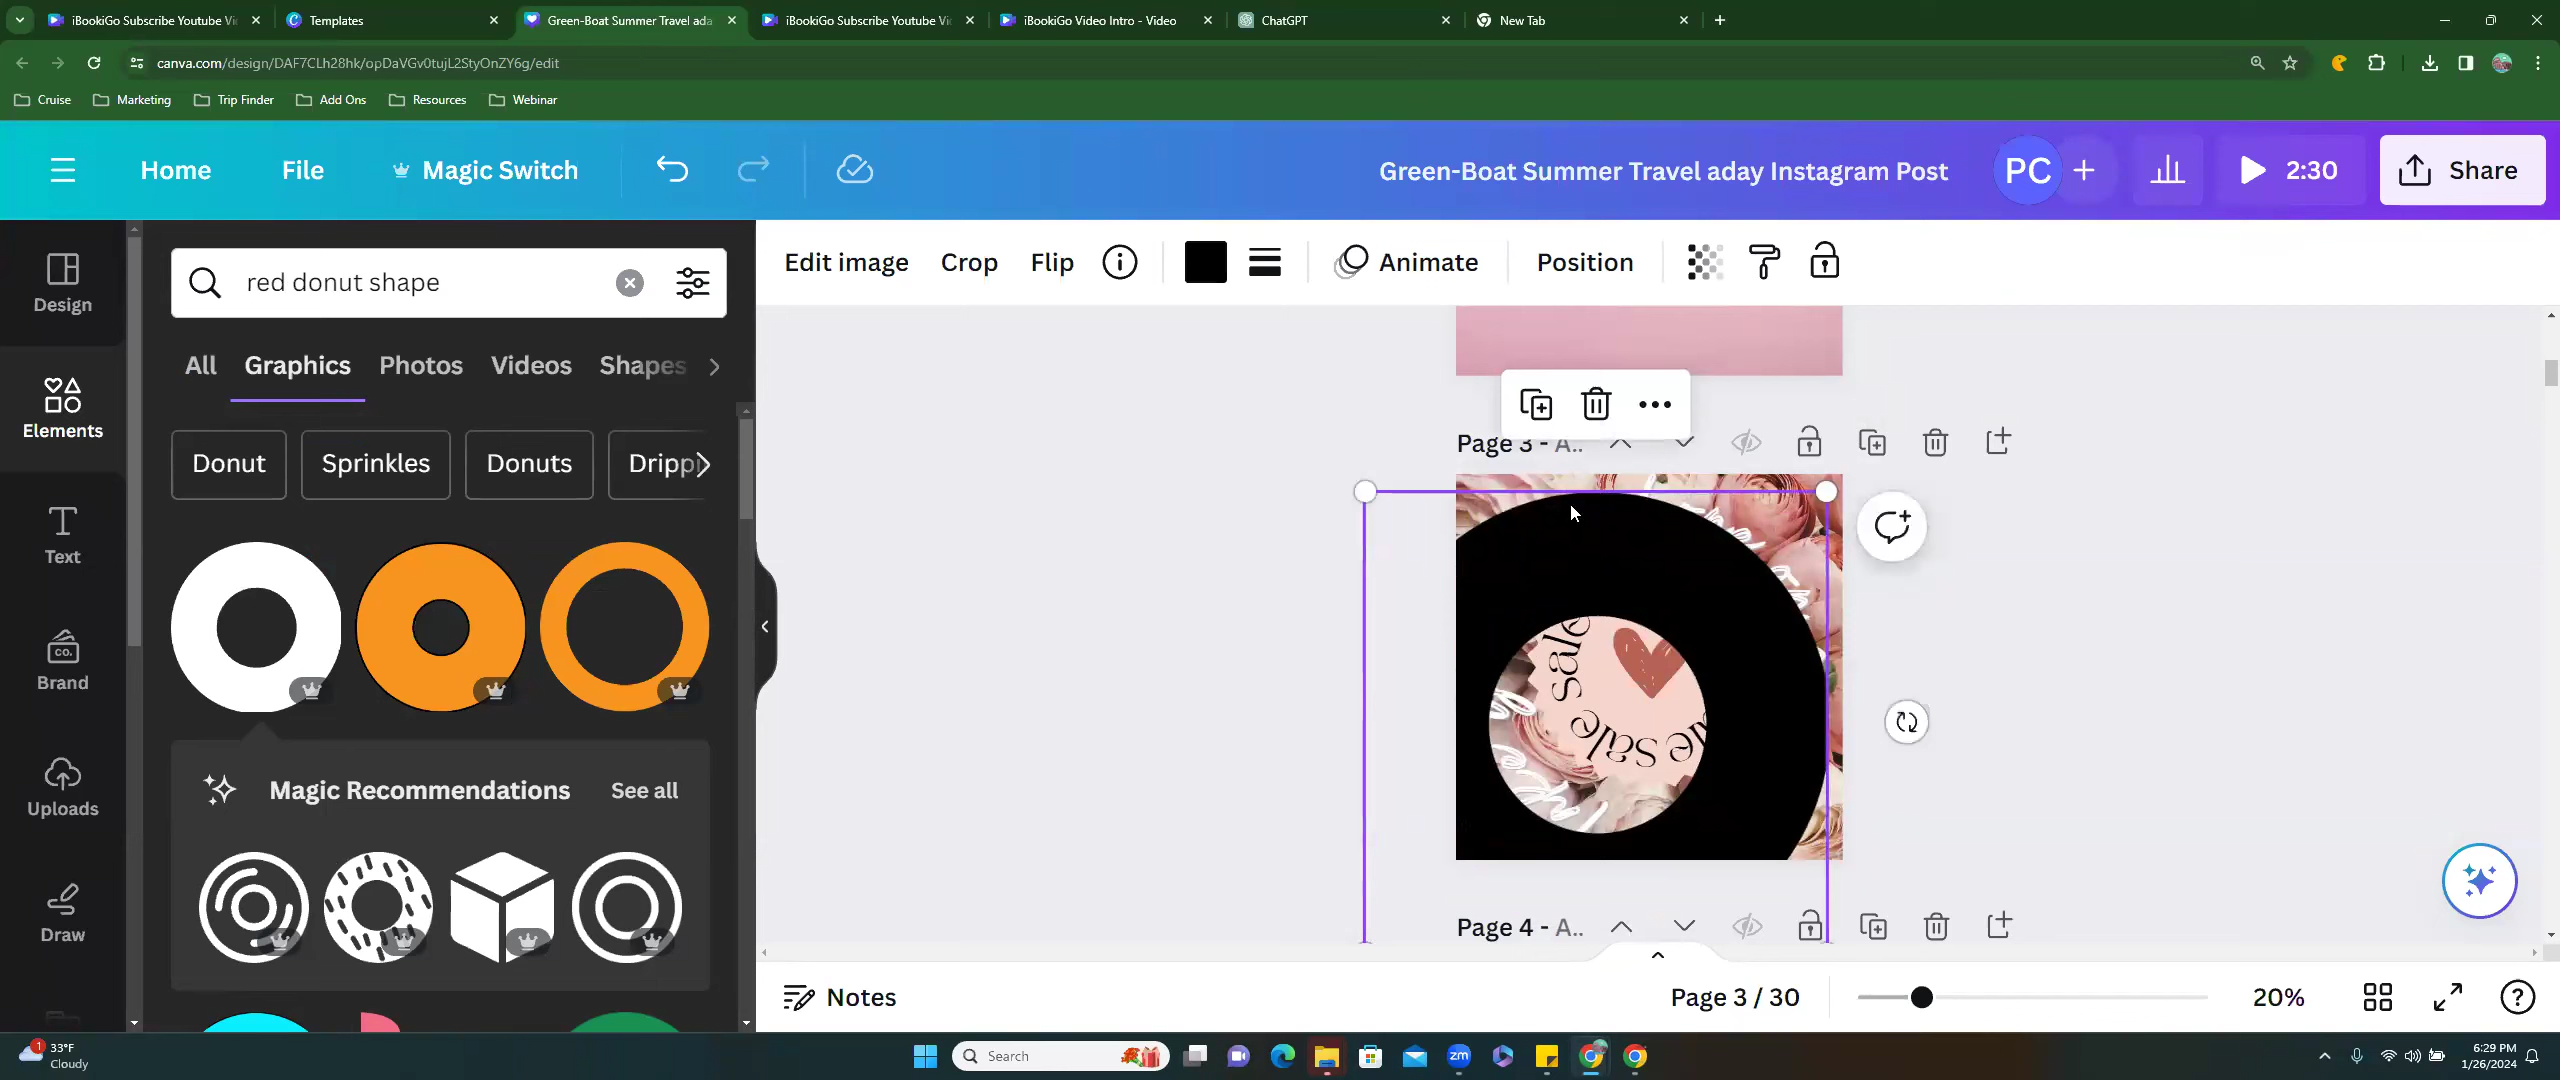 iBookiGo Subscribe Youtube Vi
Templates
Green-Boat Summer Travel ada
iBookiGo Subscribe Youtube Vi
iBookiGo Video Intro - Video
ChatGPT
New Tab
canva.com/design/DAF7CLh28hk/opDaVGv0tujL2StyOnZY6g/edit
Cruise
Marketing
Trip Finder
Add Ons
Resources
Webinar
Home
File
Magic Switch
Green-Boat Summer Travel aday Instagram Post
PC
2:30
Share
Design
Elements
Text
CO.
Brand
Uploads
Draw
red donut shape
All
Graphics
Photos
Videos
Shapes
Donut
Sprinkles
Donuts
Drippi
Magic Recommendations
See all
Edit image
Crop
Flip
Animate
Position
Page 3 - A..
sale
sale
Page 4 - A..
Notes
Page 3 / 30
20%
1
33°F
Cloudy
Search
zm
6:29 PM
1/26/2024